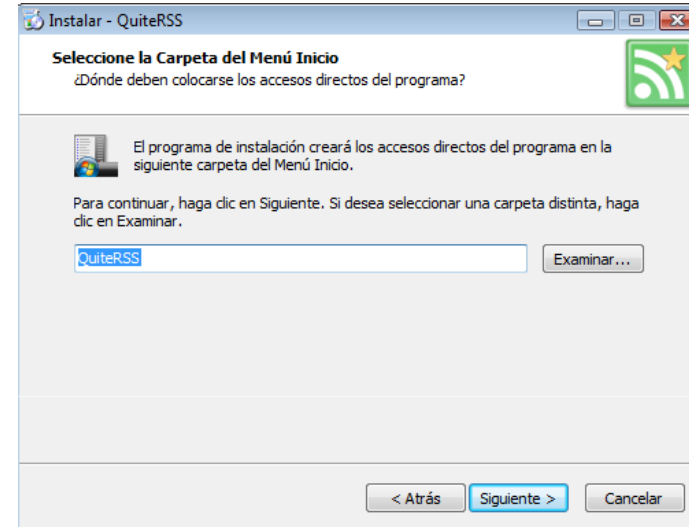 Instalar - QuiteRSS
Seleccione la Carpeta del Menú Inicio
¿Dónde deben colocarse los accesos directos del programa?
El programa de instalación creará los accesos directos del programa en la
siguiente carpeta del Menú Inicio.
Para continuar, haga clic en Siguiente. Si desea seleccionar una carpeta distinta, haga
clic en Examinar.
QuiteRSS
Examinar...
< Atrás
Siguiente >
Cancelar